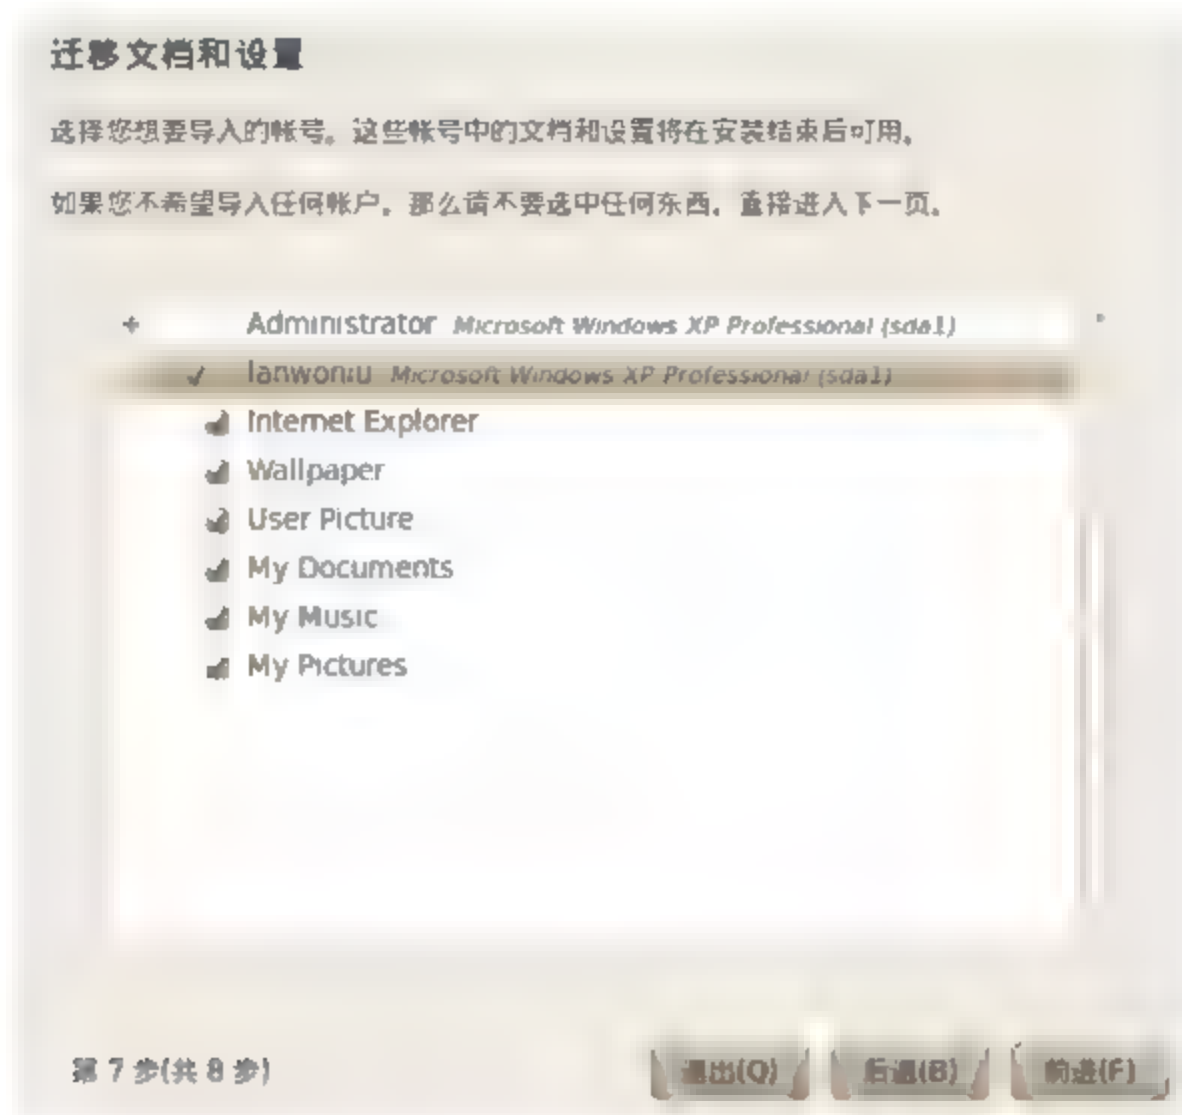 迁移文档和设置
选择您想要导入的帐号。这些帐号中的文档和设置将在安装结束后可用。
如果您不希望导入任何帐户，那么请不要选中任何东西，直接进入下一页。
Administrator Microsoft Windows XP Professional (sda1)
Microsoft Windows XP Professional (sda1)
Internet Explorer
Wallpaper
User Picture
My Documents
My Music
My Pictures
第 7 步(共 8 步)
退出(Q) 后退(B) 前进(F)